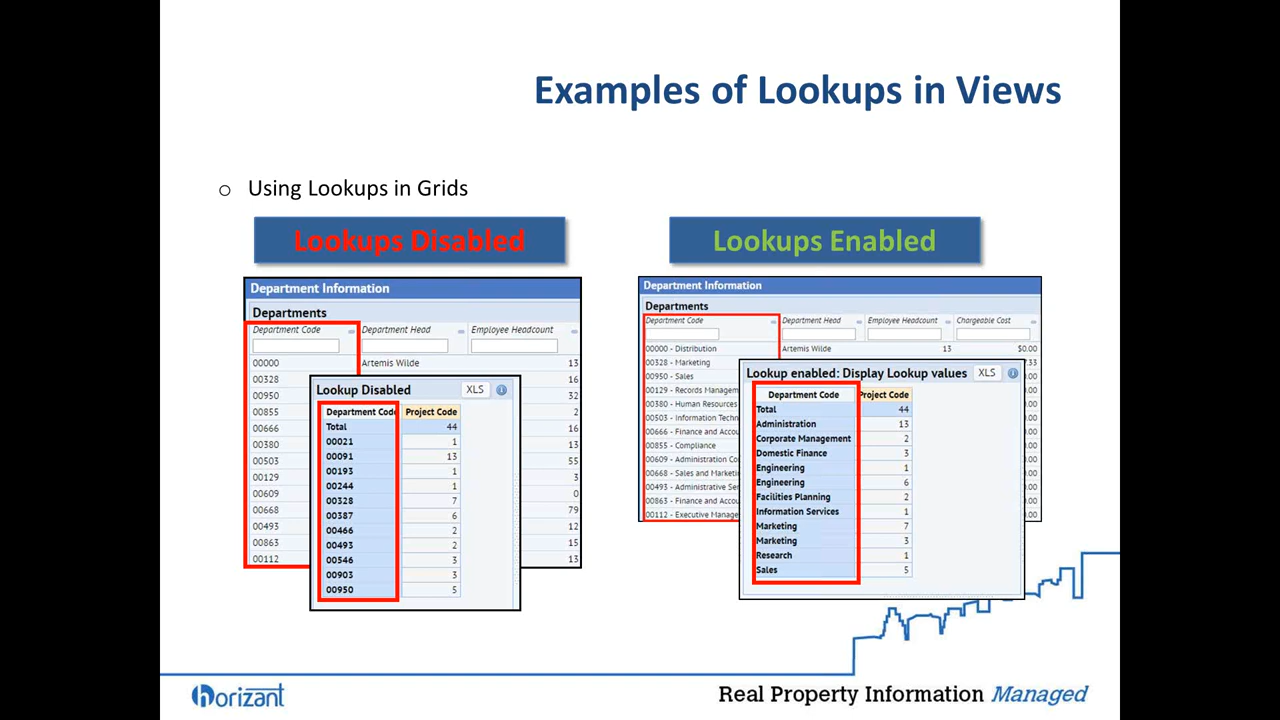 Examples of Lookups in Views
o Using Lookups in Grids
Lookups Disabled
Department Information
Departments
Department Code Department Head Employee Headcount
00000 Artemis Wilde 13
00328 16
00950 32
00855 2
00666 16
00380 13
00503 55
00129 3
00609 0
00668 79
00493 12
00863 15
00112 13
Lookup Disabled XLS
Department Code Project Code
Total 44
00021 1
00091 13
00193 1
00244 1
00328 7
00387 6
00466 2
00493 2
00546 3
00903 3
00950 5
Lookups Enabled
Department Information
Departments
Department Code Department Head Employee Headcount Chargeable Cost
00000 - Distribution Artemis Wilde 13 $0.00
00328 - Marketing
00950 - Sales
00129 - Records Managem
00380 - Human Resources
00503 - Information Techn
00666 - Finance and Accou
00855 - Compliance
00609 - Administration Co
00668 - Sales and Marketi
00493 - Administrative Ser
00863 - Finance and Accou
00112 - Executive Manage
Lookup enabled: Display Lookup values XLS
Department Code Project Code
Total 44
Administration 13
Corporate Management 2
Domestic Finance 3
Engineering 1
Engineering 6
Facilities Planning 2
Information Services 1
Marketing 7
Marketing 3
Research 1
Sales 5
horizant
Real Property Information Managed